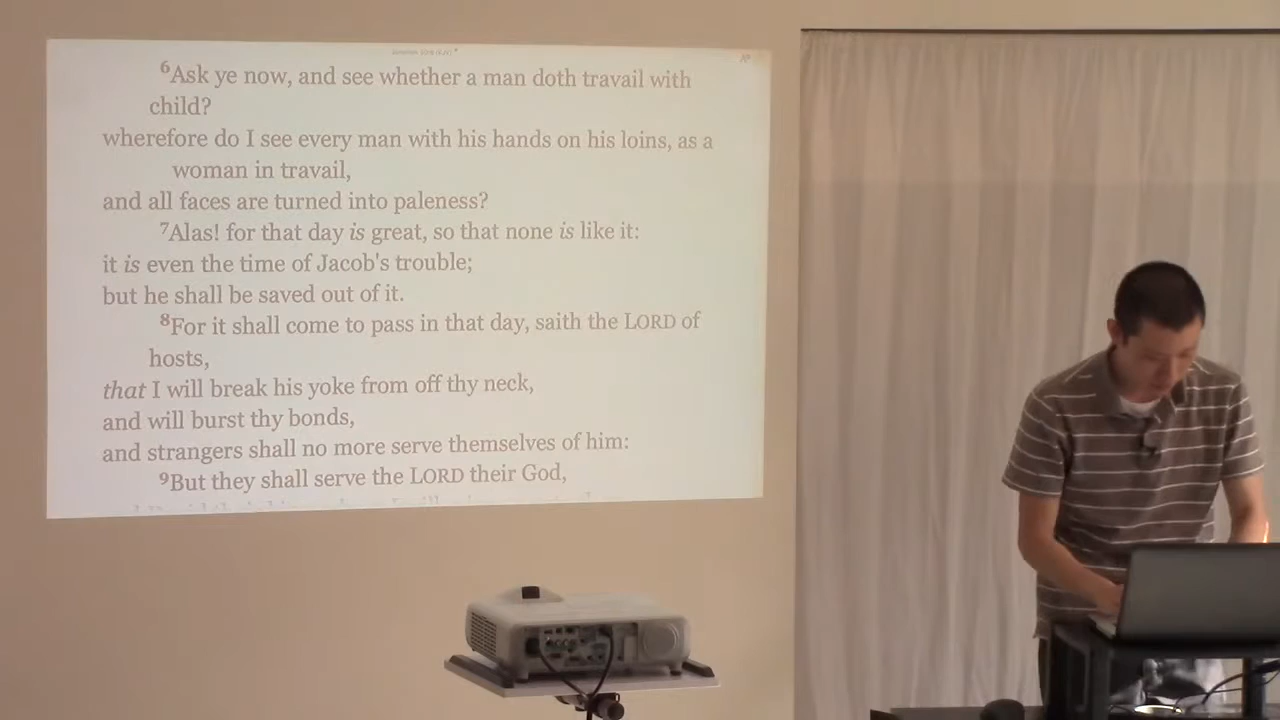 ⁶Ask ye now, and see whether a man doth travail with
child?
wherefore do I see every man with his hands on his loins, as a
woman in travail,
and all faces are turned into paleness?
⁷Alas! for that day is great, so that none is like it:
it is even the time of Jacob's trouble;
but he shall be saved out of it.
⁸For it shall come to pass in that day, saith the LORD of
hosts,
that I will break his yoke from off thy neck,
and will burst thy bonds,
and strangers shall no more serve themselves of him:
⁹But they shall serve the LORD their God,